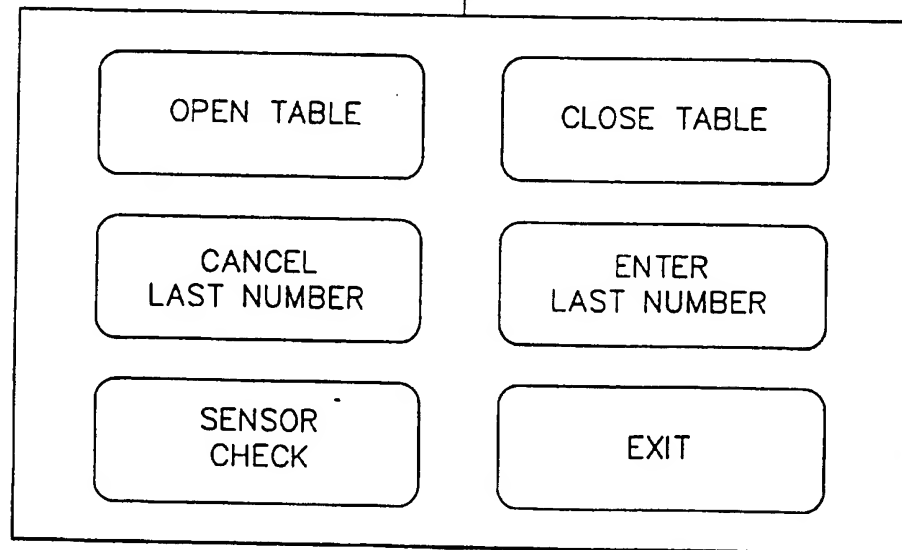 OPEN TABLE
CLOSE TABLE
CANCEL
LAST NUMBER
ENTER
LAST NUMBER
SENSOR
CHECK
EXIT